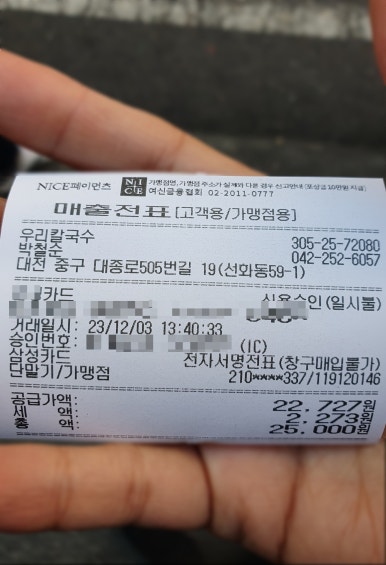 NICE페이먼츠 NICE 가맹점명, 가맹점주소가 실제와 다른 경우 신고안내 (포상금 10만원 지급)
여신금융협회 02-2011-0777
매출전표 [고객용/가맹점용]
우리칼국수 305-25-72080
박철준 042-252-6057
대전 중구 대종로505번길 19(선화동59-1)
카드 신용승인(일시불)
거래일시: 23/12/03 13:40:33
승인번호: (IC)
삼성카드 전자서명전표(창구매입불가)
단말기/가맹점 210*****337/119120146
공급가액: 22,727원
세 액: 2,273원
총 액: 25,000원